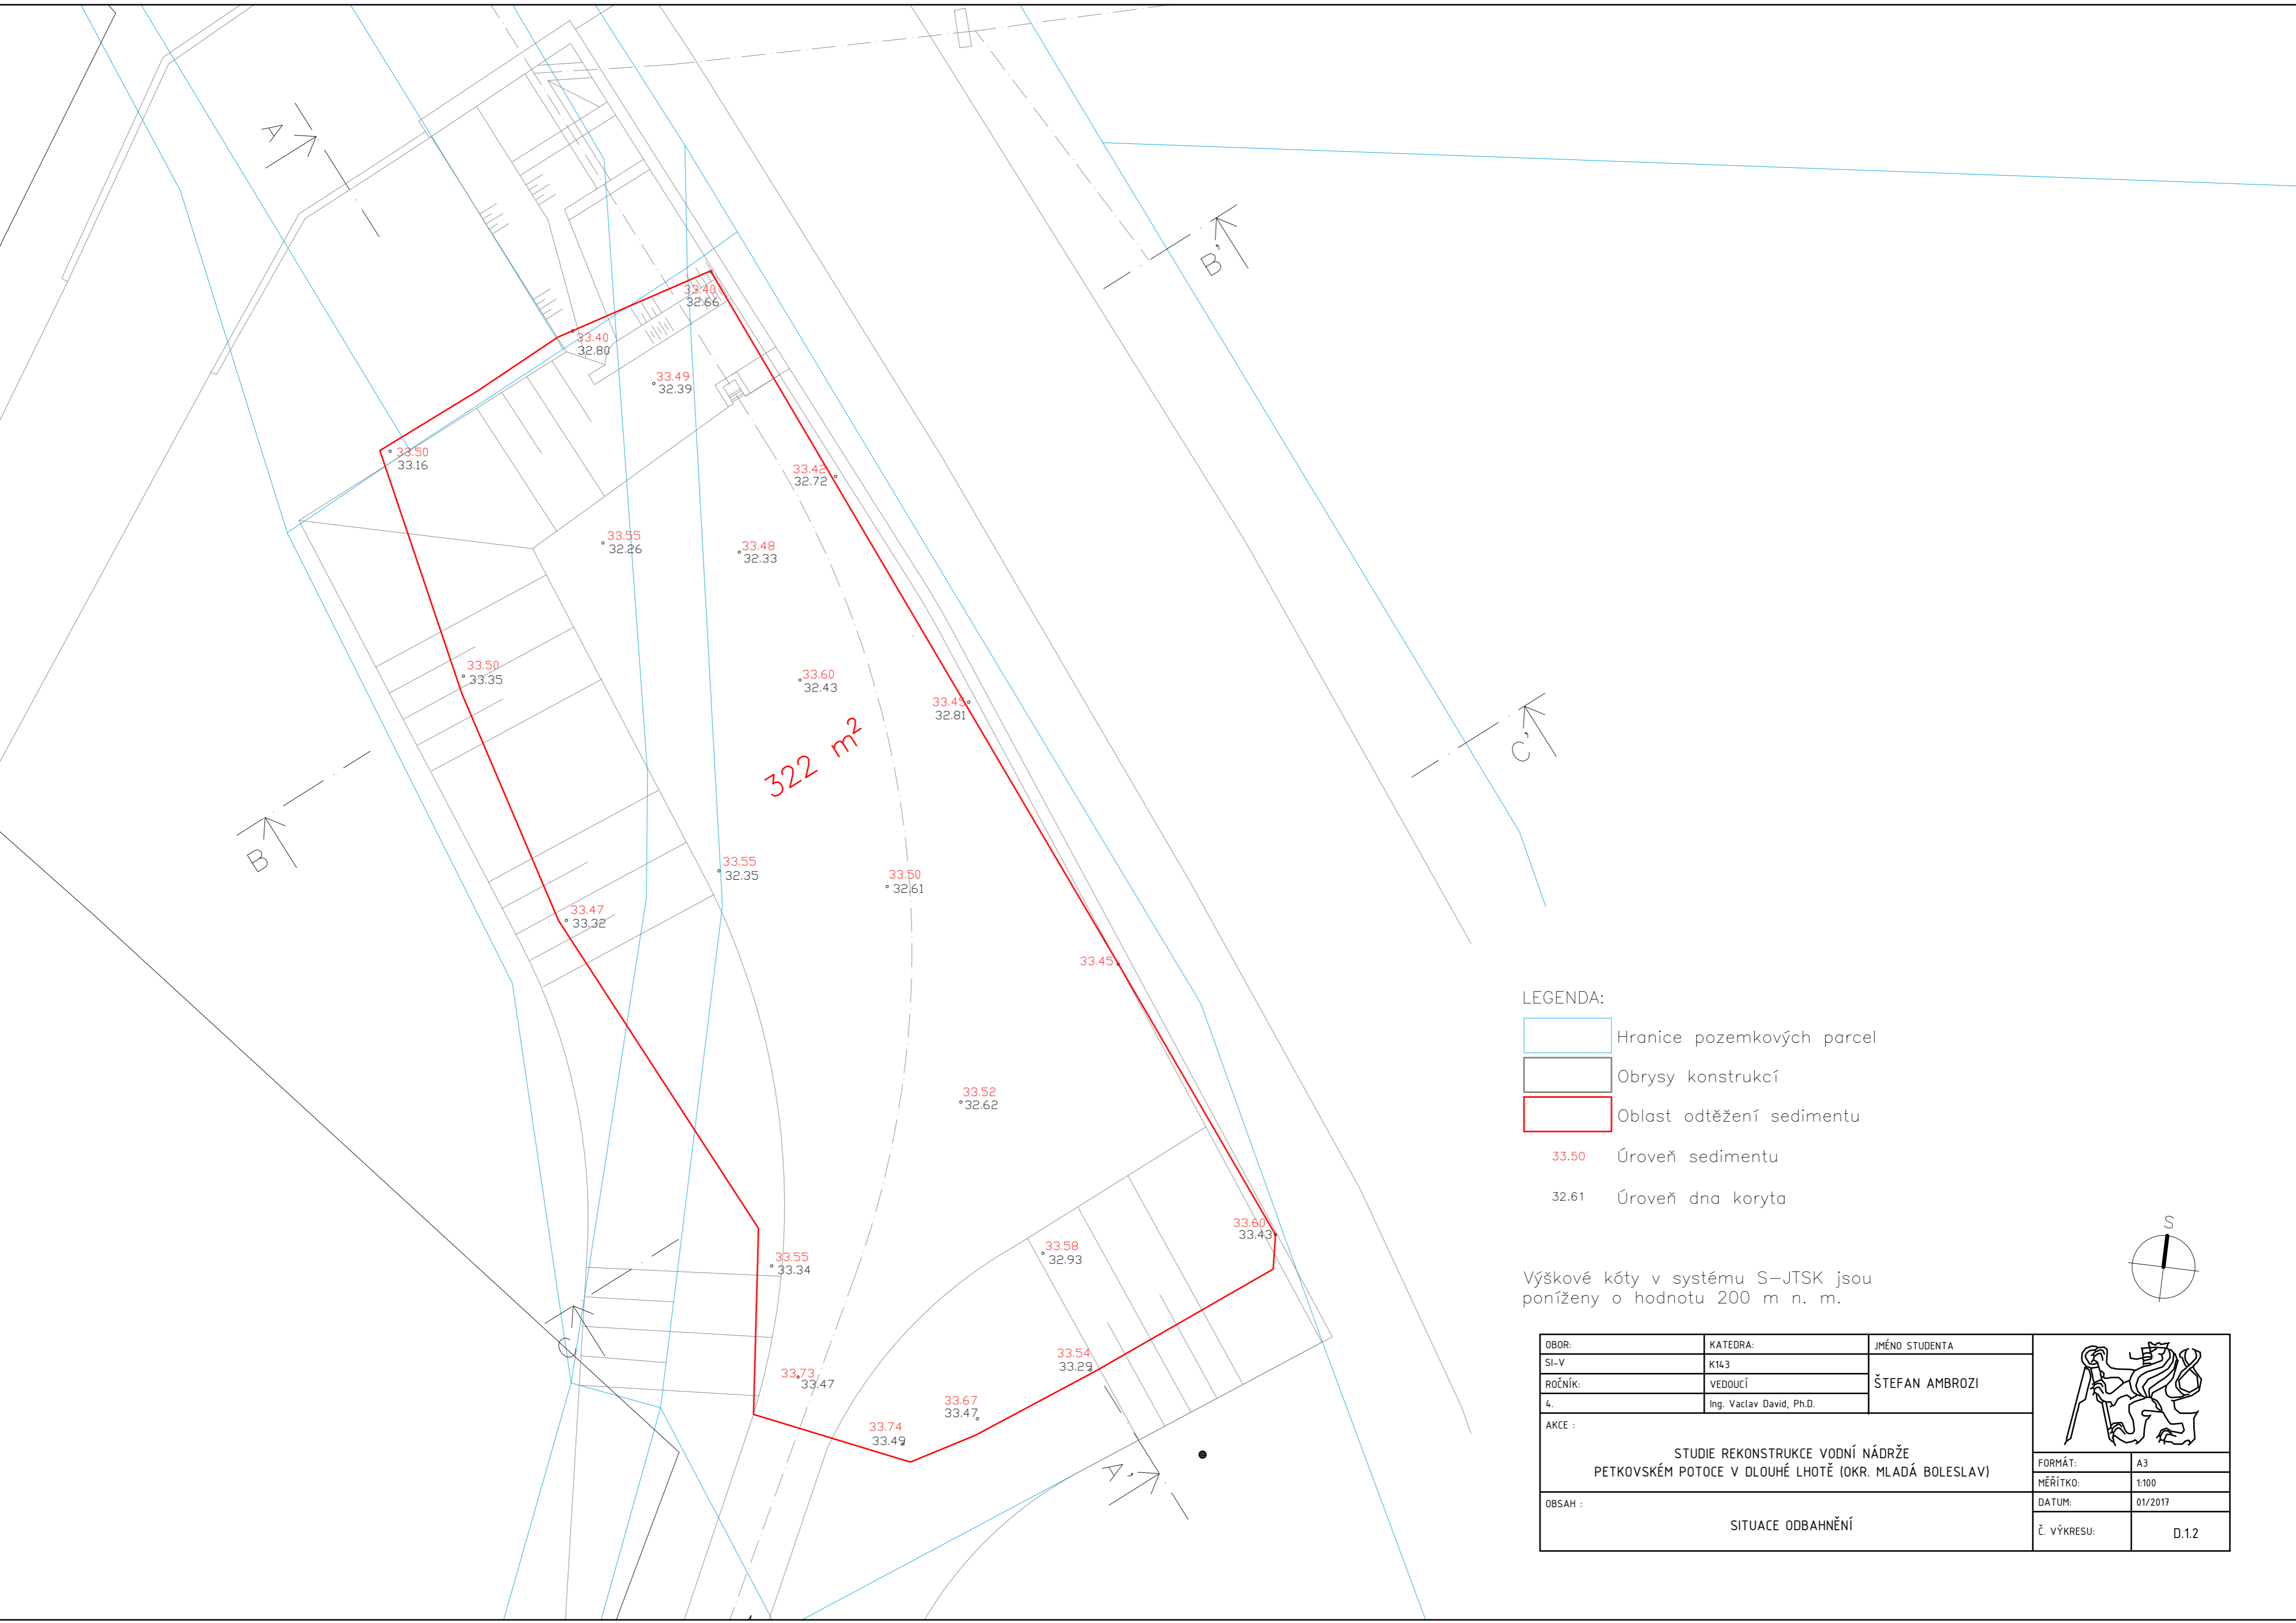 A
B'
33.40
32.66
33.40
32.80
33.49
32.39
33.50
33.16
33.42
32.72
33.55
32.26
33.48
32.33
33.50
33.35
33.60
32.43
33.45
32.81
C'
322 m²
B
33.55
32.35
33.50
32.61
33.47
33.32
33.45
33.52
32.62
33.60
33.43
33.58
32.93
33.55
33.34
C
33.54
33.29
33.73
33.47
33.67
33.47
33.74
33.49
A'
LEGENDA:
Hranice pozemkových parcel
Obrysy konstrukcí
Oblast odtěžení sedimentu
33.50 Úroveň sedimentu
32.61 Úroveň dna koryta
S
Výškové kóty v systému S-JTSK jsou
poníženy o hodnotu 200 m n. m.
OBOR: KATEDRA: JMÉNO STUDENTA
SI-V K143
ŠTEFAN AMBROZI
ROČNÍK: VEDOUCÍ
4. Ing. Vaclav David, Ph.D.
AKCE :
STUDIE REKONSTRUKCE VODNÍ NÁDRŽE
PETKOVSKÉM POTOCE V DLOUHÉ LHOTĚ (OKR. MLADÁ BOLESLAV)
FORMÁT: A3
MĚŘÍTKO: 1:100
OBSAH :
SITUACE ODBAHNĚNÍ
DATUM: 01/2017
Č. VÝKRESU: D.1.2